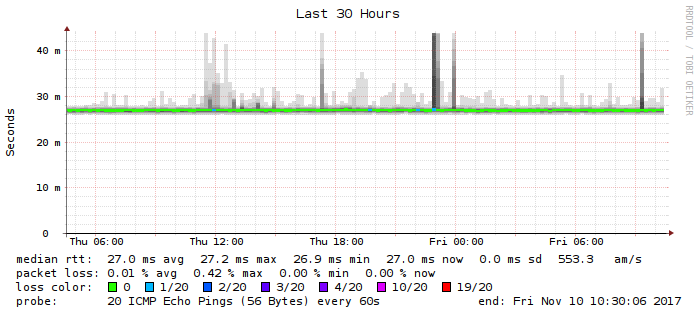 Last 30 Hours
RRDTOOL / TOBI OETIKER
Seconds
40 m
30 m
20 m
10 m
0
Thu 06:00 Thu 12:00 Thu 18:00 Fri 00:00 Fri 06:00
median rtt: 27.0 ms avg 27.2 ms max 26.9 ms min 27.0 ms now 0.0 ms sd 553.3 am/s
packet loss: 0.01 % avg 0.42 % max 0.00 % min 0.00 % now
loss color: 0 1/20 2/20 3/20 4/20 10/20 19/20
probe: 20 ICMP Echo Pings (56 Bytes) every 60s end: Fri Nov 10 10:30:06 2017